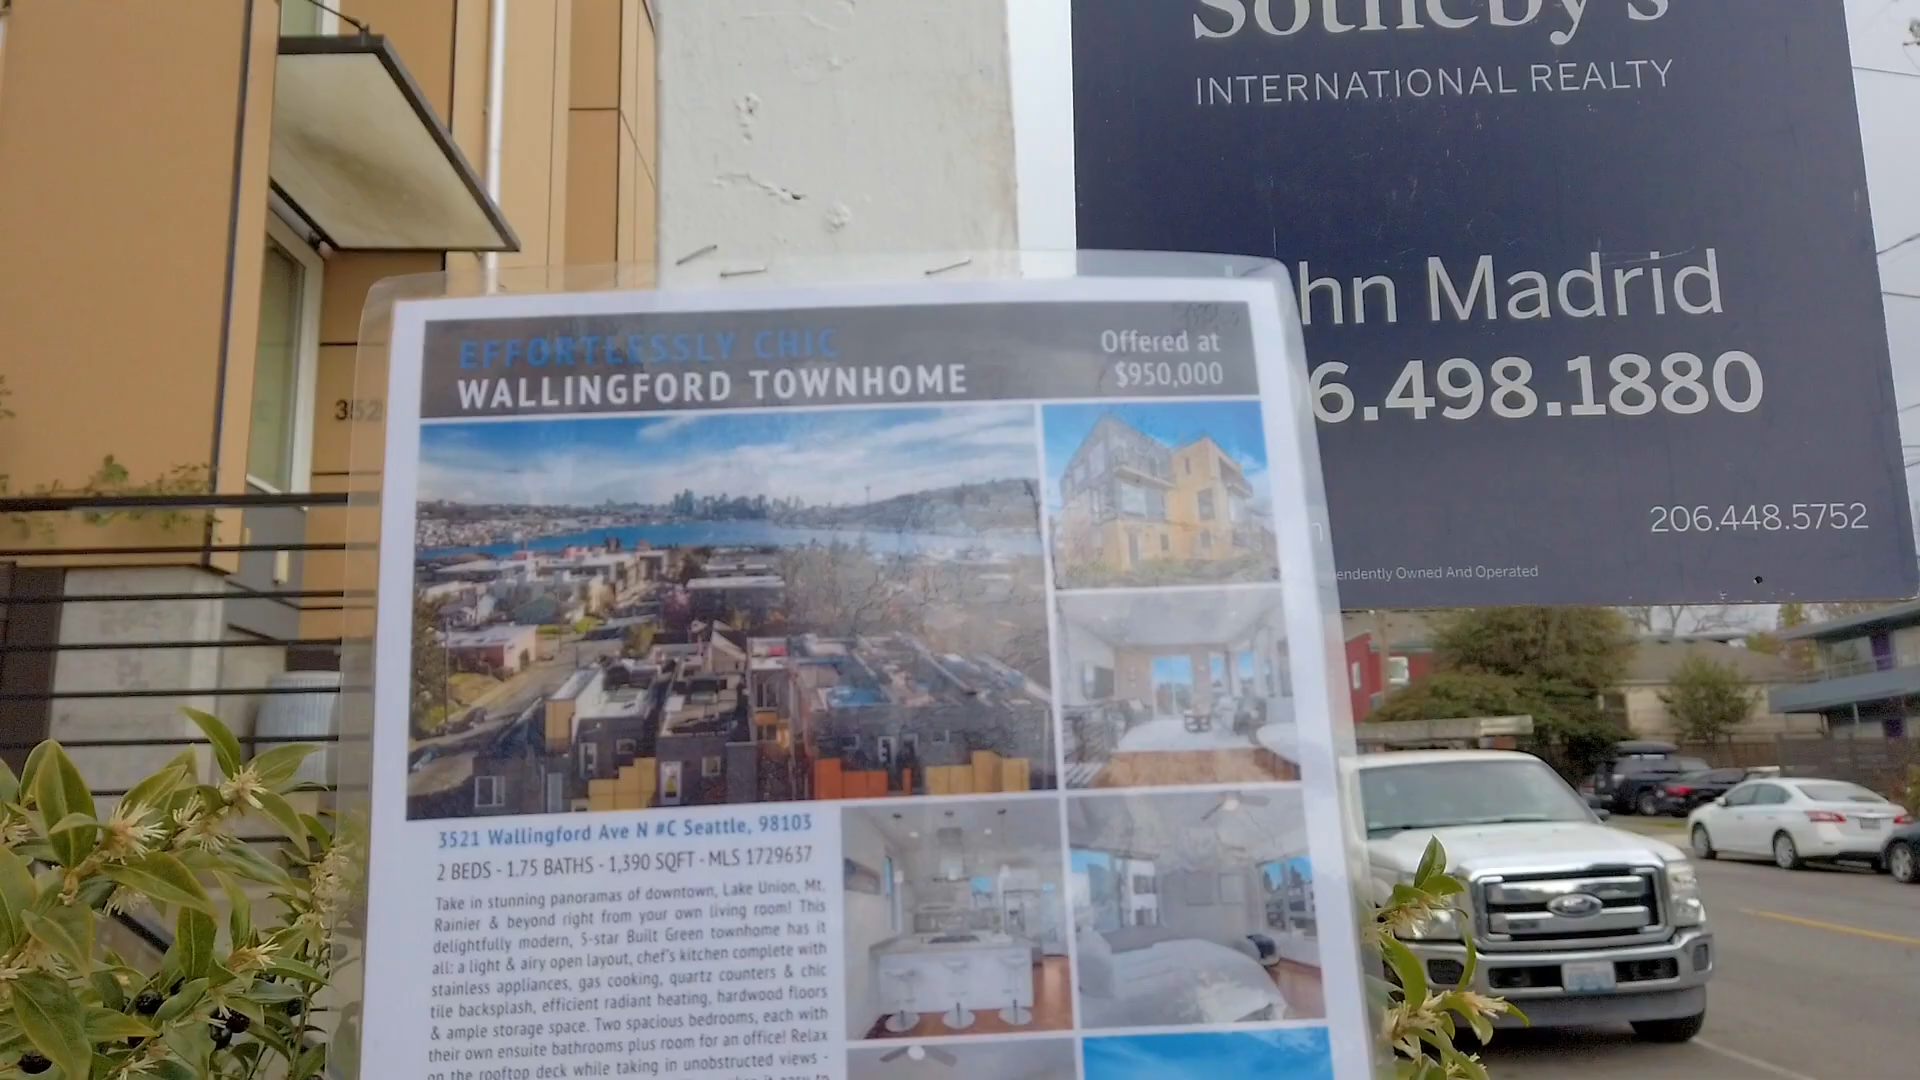 Sotheby's
INTERNATIONAL REALTY
hn Madrid
6.498.1880
206.448.5752
endently Owned And Operated
352
EFFORTLESSLY CHIC
WALLINGFORD TOWNHOME
Offered at
$950,000
3521 Wallingford Ave N #C Seattle, 98103
2 BEDS - 1.75 BATHS - 1,390 SQFT - MLS 1729637
Take in stunning panoramas of downtown, Lake Union, Mt.
Rainier & beyond right from your own living room! This
delightfully modern, 5-star Built Green townhome has it
all: a light & airy open layout, chef's kitchen complete with
stainless appliances, gas cooking, quartz counters & chic
tile backsplash, efficient radiant heating, hardwood floors
& ample storage space. Two spacious bedrooms, each with
their own ensuite bathrooms plus room for an office! Relax
on the rooftop deck while taking in unobstructed views -